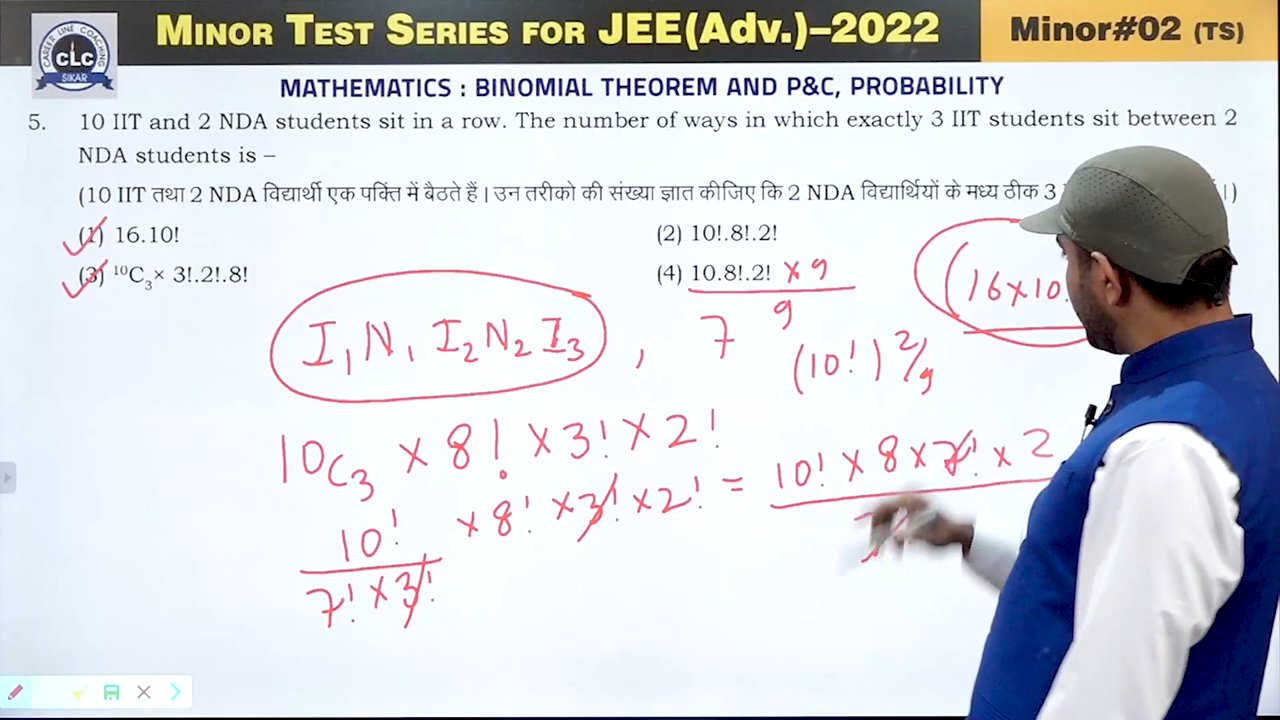 CAREER LINE COACHING
CLC
SIKAR
MINOR TEST SERIES FOR JEE(Adv.)–2022
Minor#02 (TS)
MATHEMATICS : BINOMIAL THEOREM AND P&C, PROBABILITY
5. 10 IIT and 2 NDA students sit in a row. The number of ways in which exactly 3 IIT students sit between 2
NDA students is –
(10 IIT तथा 2 NDA विद्यार्थी एक पंक्ति में बैठते हैं। उन तरीको की संख्या ज्ञात कीजिए कि 2 NDA विद्यार्थियों के मध्य ठीक 3 ।)
(1) 16.10! (2) 10!.8!.2!
(3) ¹⁰C₃× 3!.2!.8! (4) 10.8!.2! × 9
9
(16×10
I₁ N₁ I₂ N₂ I₃ , 7
(10!) 2/9
10C₃ × 8! × 3! × 2!
10! × 8! × 3! × 2! = 10! × 8 × 7! × 2
7! × 3!